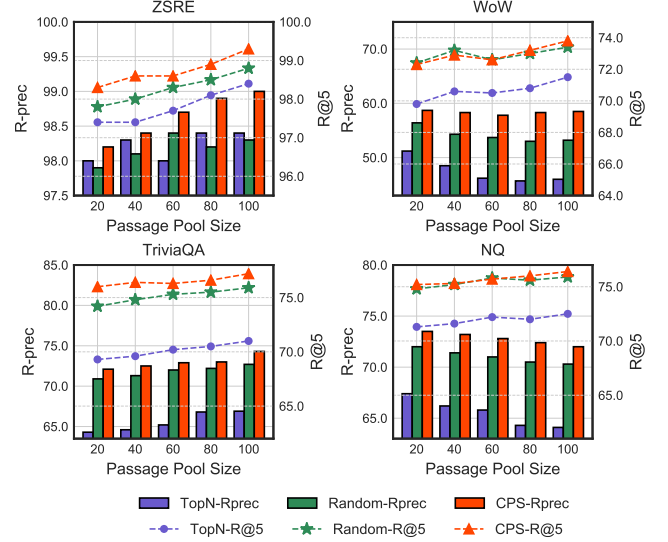 ZSRE
WoW
100.0
99.5
99.0
98.5
98.0
97.5
R-prec
100.0
99.0
98.0
97.0
96.0
R@5
20 40 60 80 100
Passage Pool Size
70.0
60.0
50.0
R-prec
74.0
72.0
70.0
68.0
66.0
64.0
R@5
20 40 60 80 100
Passage Pool Size
TriviaQA
NQ
85.0
80.0
75.0
70.0
65.0
R-prec
75.0
70.0
65.0
R@5
20 40 60 80 100
Passage Pool Size
80.0
75.0
70.0
65.0
R-prec
75.0
70.0
65.0
R@5
20 40 60 80 100
Passage Pool Size
TopN-Rprec Random-Rprec CPS-Rprec
TopN-R@5 Random-R@5 CPS-R@5